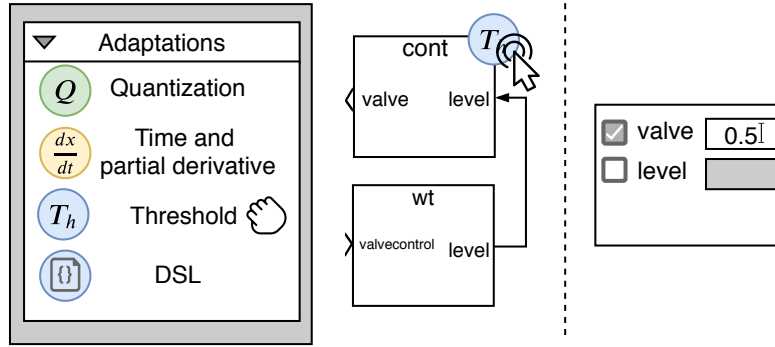 Adaptations
Q
Quantization
dx
dt
Time and
partial derivative
T_h
Threshold
{}
DSL
cont
T_h
valve
level
wt
valvecontrol
level
valve
0.5
level